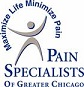 Maximize Life Minimize Pain
PAIN
SPECIALISTS
OF GREATER CHICAGO